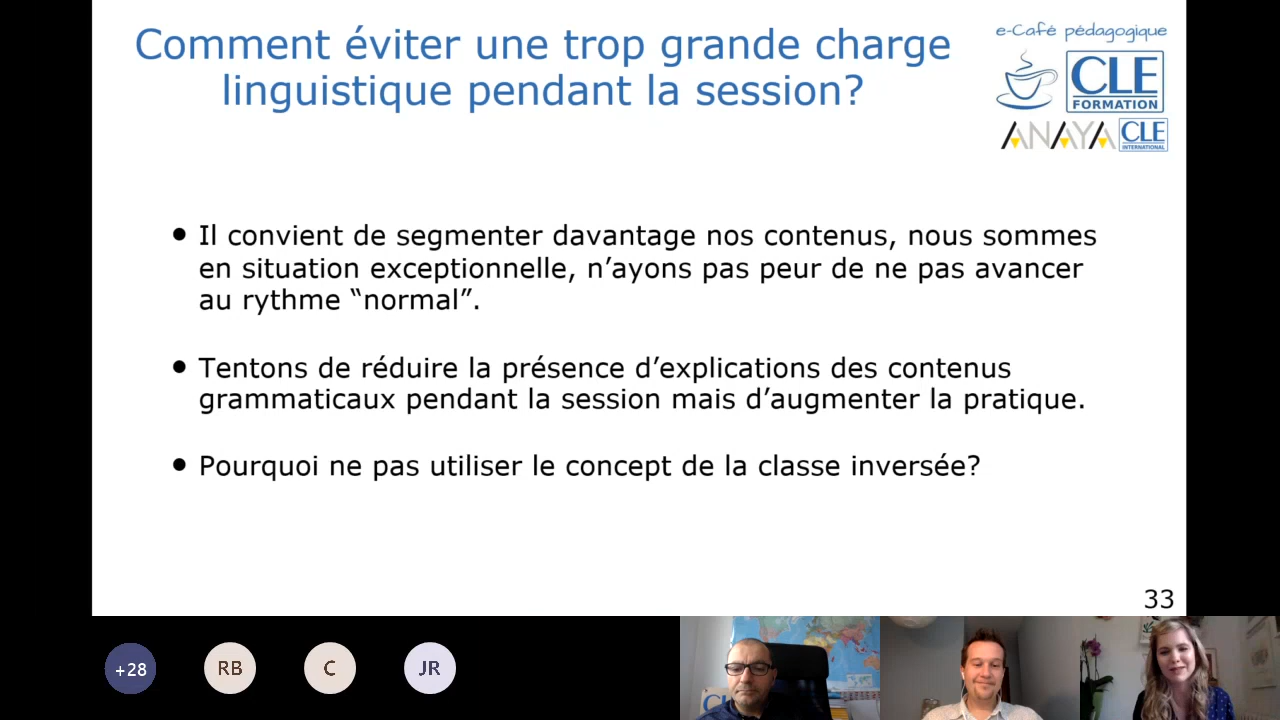 Comment éviter une trop grande charge
linguistique pendant la session?
e-Café pédagogique
CLE
FORMATION
ANAYA
CLE
INTERNATIONAL
• Il convient de segmenter davantage nos contenus, nous sommes
en situation exceptionnelle, n’ayons pas peur de ne pas avancer
au rythme “normal”.
• Tentons de réduire la présence d’explications des contenus
grammaticaux pendant la session mais d’augmenter la pratique.
• Pourquoi ne pas utiliser le concept de la classe inversée?
33
+28
RB
C
JR